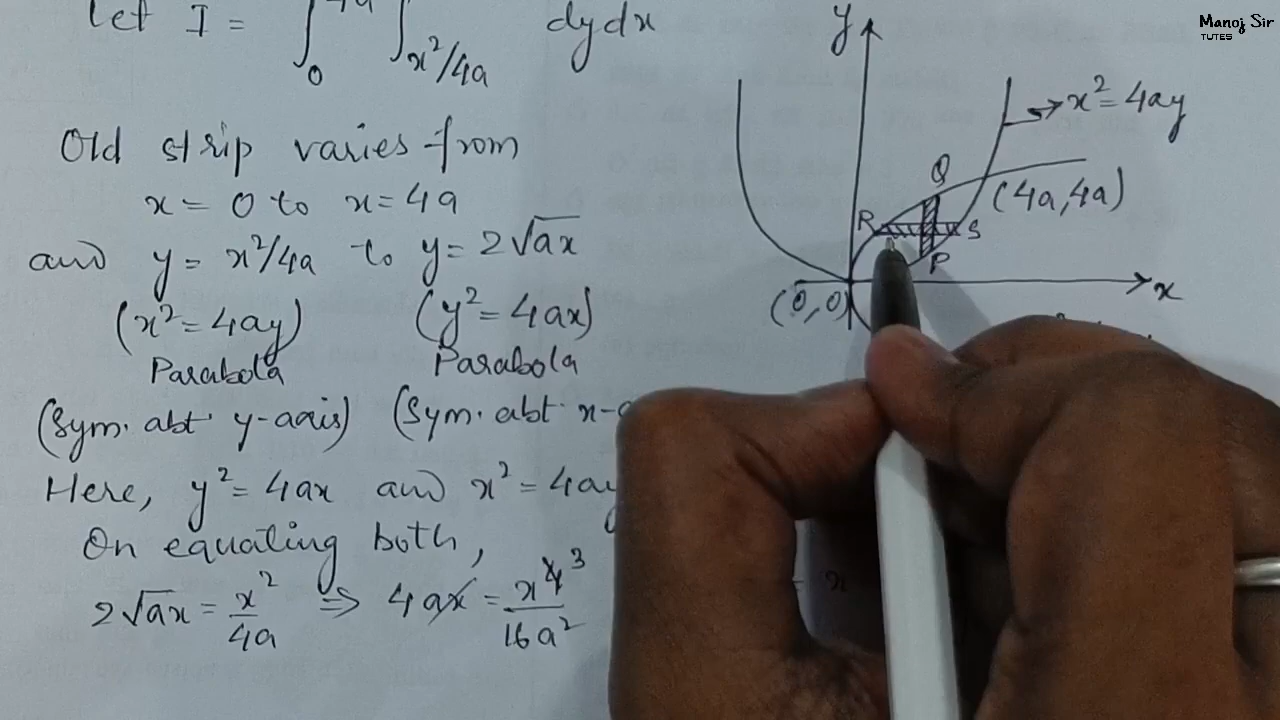 Manoj Sir
TUTES
Let I = ∫₀ ∫x²/4a dydx
Old strip varies from
x = 0 to x = 4a
and y = x²/4a to y = 2√ax
(x² = 4ay) (y² = 4ax)
Parabola Parabola
(Sym. abt y-axis) (Sym. abt x-
Here, y² = 4ax and x² = 4ay
On equating both,
2√ax = x²/4a ⇒ 4ax = x⁴ ³/16a²
y
x² = 4ay
Q
(4a, 4a)
R S
P
x
(0, 0)